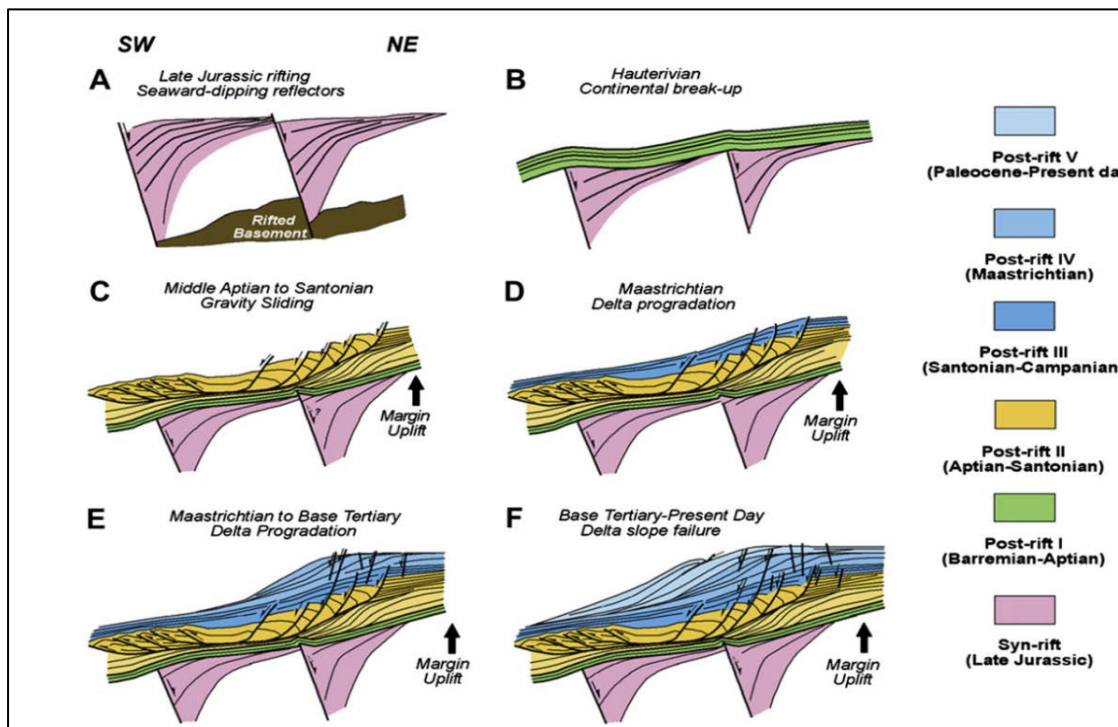 SW
NE
A
Late Jurassic rifting
Seaward-dipping reflectors
Rifted
Basement
B
Hauterivian
Continental break-up
C
Middle Aptian to Santonian
Gravity Sliding
Margin
Uplift
D
Maastrichtian
Delta progradation
Margin
Uplift
E
Maastrichtian to Base Tertiary
Delta Progradation
Margin
Uplift
F
Base Tertiary-Present Day
Delta slope failure
Margin
Uplift
Post-rift V
(Paleocene-Present da
Post-rift IV
(Maastrichtian)
Post-rift III
(Santonian-Campanian
Post-rift II
(Aptian-Santonian)
Post-rift I
(Barremian-Aptian)
Syn-rift
(Late Jurassic)